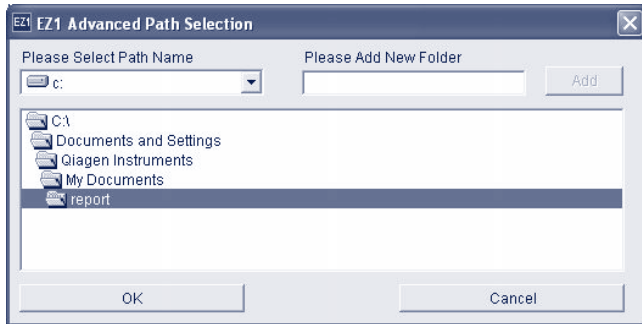 EZ1 EZ1 Advanced Path Selection
Please Select Path Name Please Add New Folder
c: Add
C:\
Documents and Settings
Qiagen Instruments
My Documents
report
OK Cancel